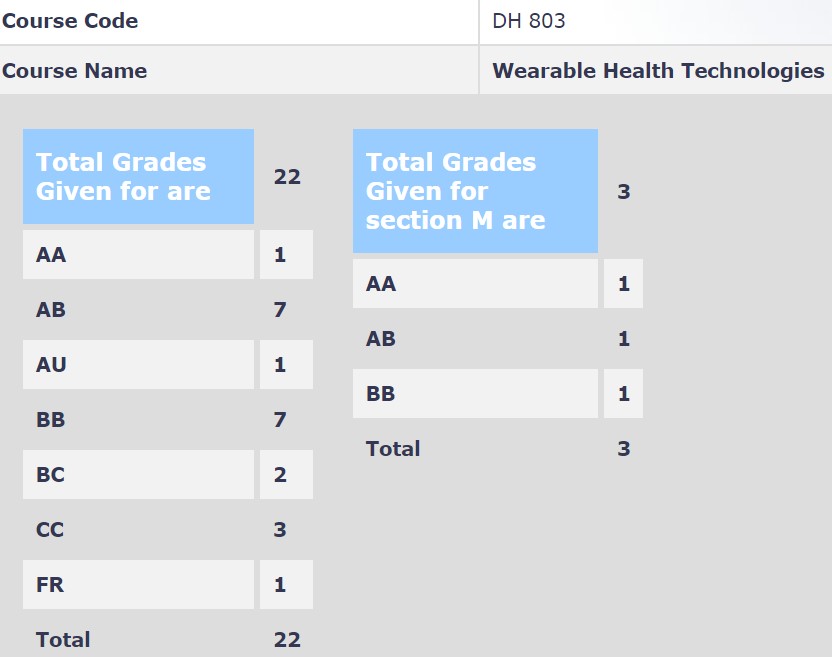 Course Code DH 803
Course Name Wearable Health Technologies
Total Grades
Given for are 22
AA 1
AB 7
AU 1
BB 7
BC 2
CC 3
FR 1
Total 22
Total Grades
Given for
section M are 3
AA 1
AB 1
BB 1
Total 3